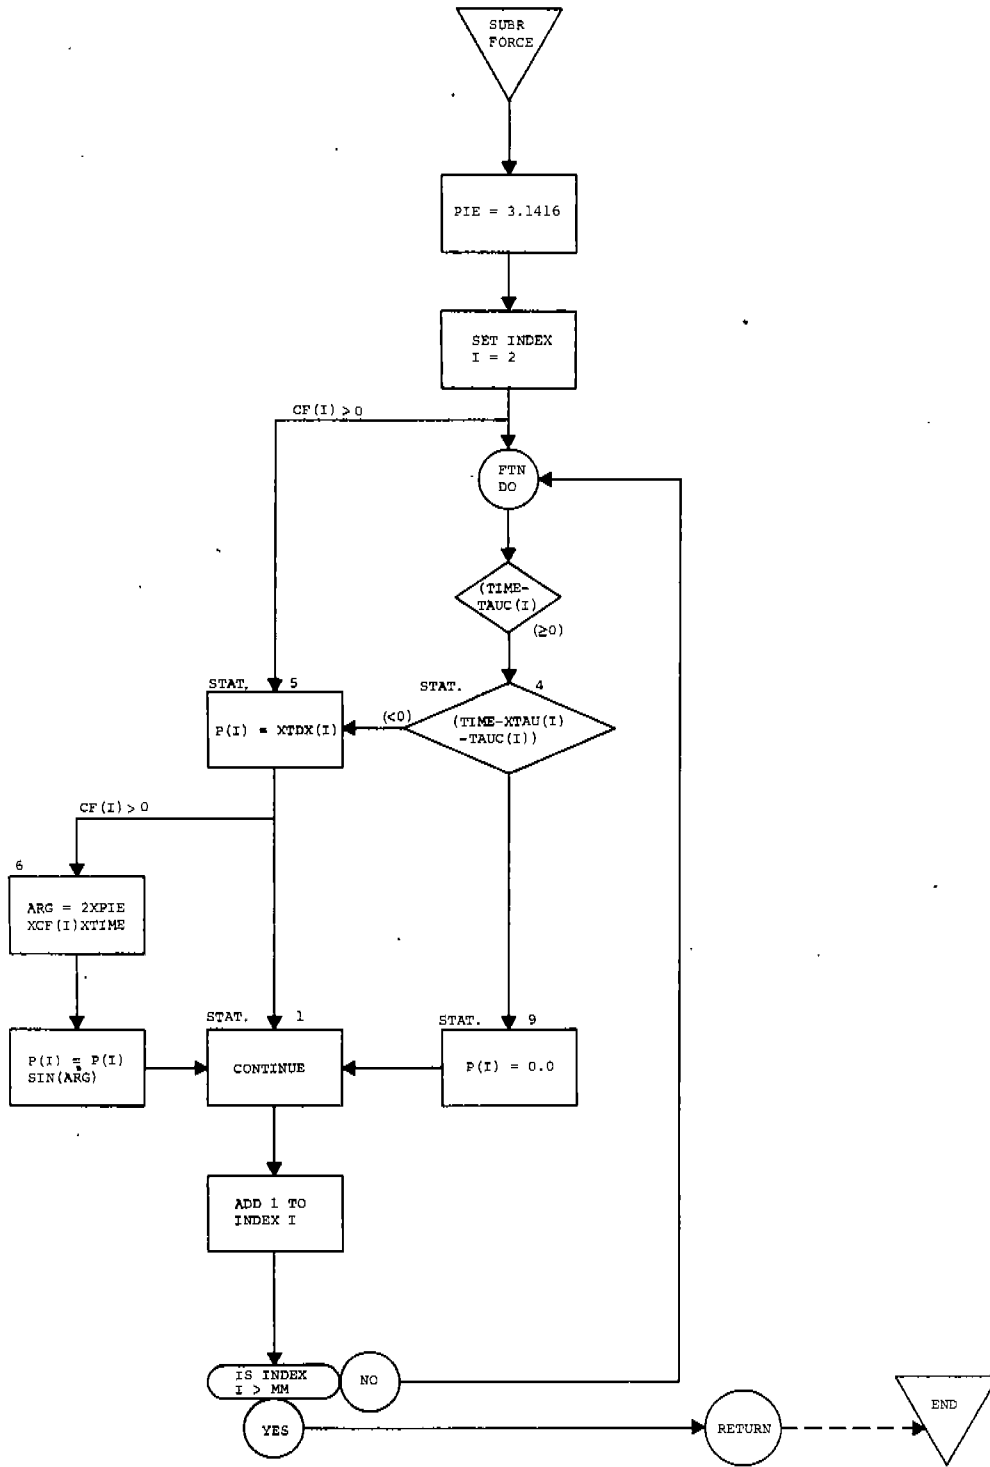 SUBR
FORCE
PIE = 3.1416
SET INDEX
I = 2
CF(I) > 0
FTN
DO
(TIME-
TAUC(I)
(≥0)
STAT. 5
STAT. 4
P(I) = XTDX(I)
(<0)
(TIME-XTAU(I)
-TAUC(I))
CF(I) > 0
6
ARG = 2XPIE
XCF(I)XTIME
STAT. 1
STAT. 9
P(I) = P(I)
SIN(ARG)
CONTINUE
P(I) = 0.0
ADD 1 TO
INDEX I
IS INDEX
I > MM
NO
YES
RETURN
END